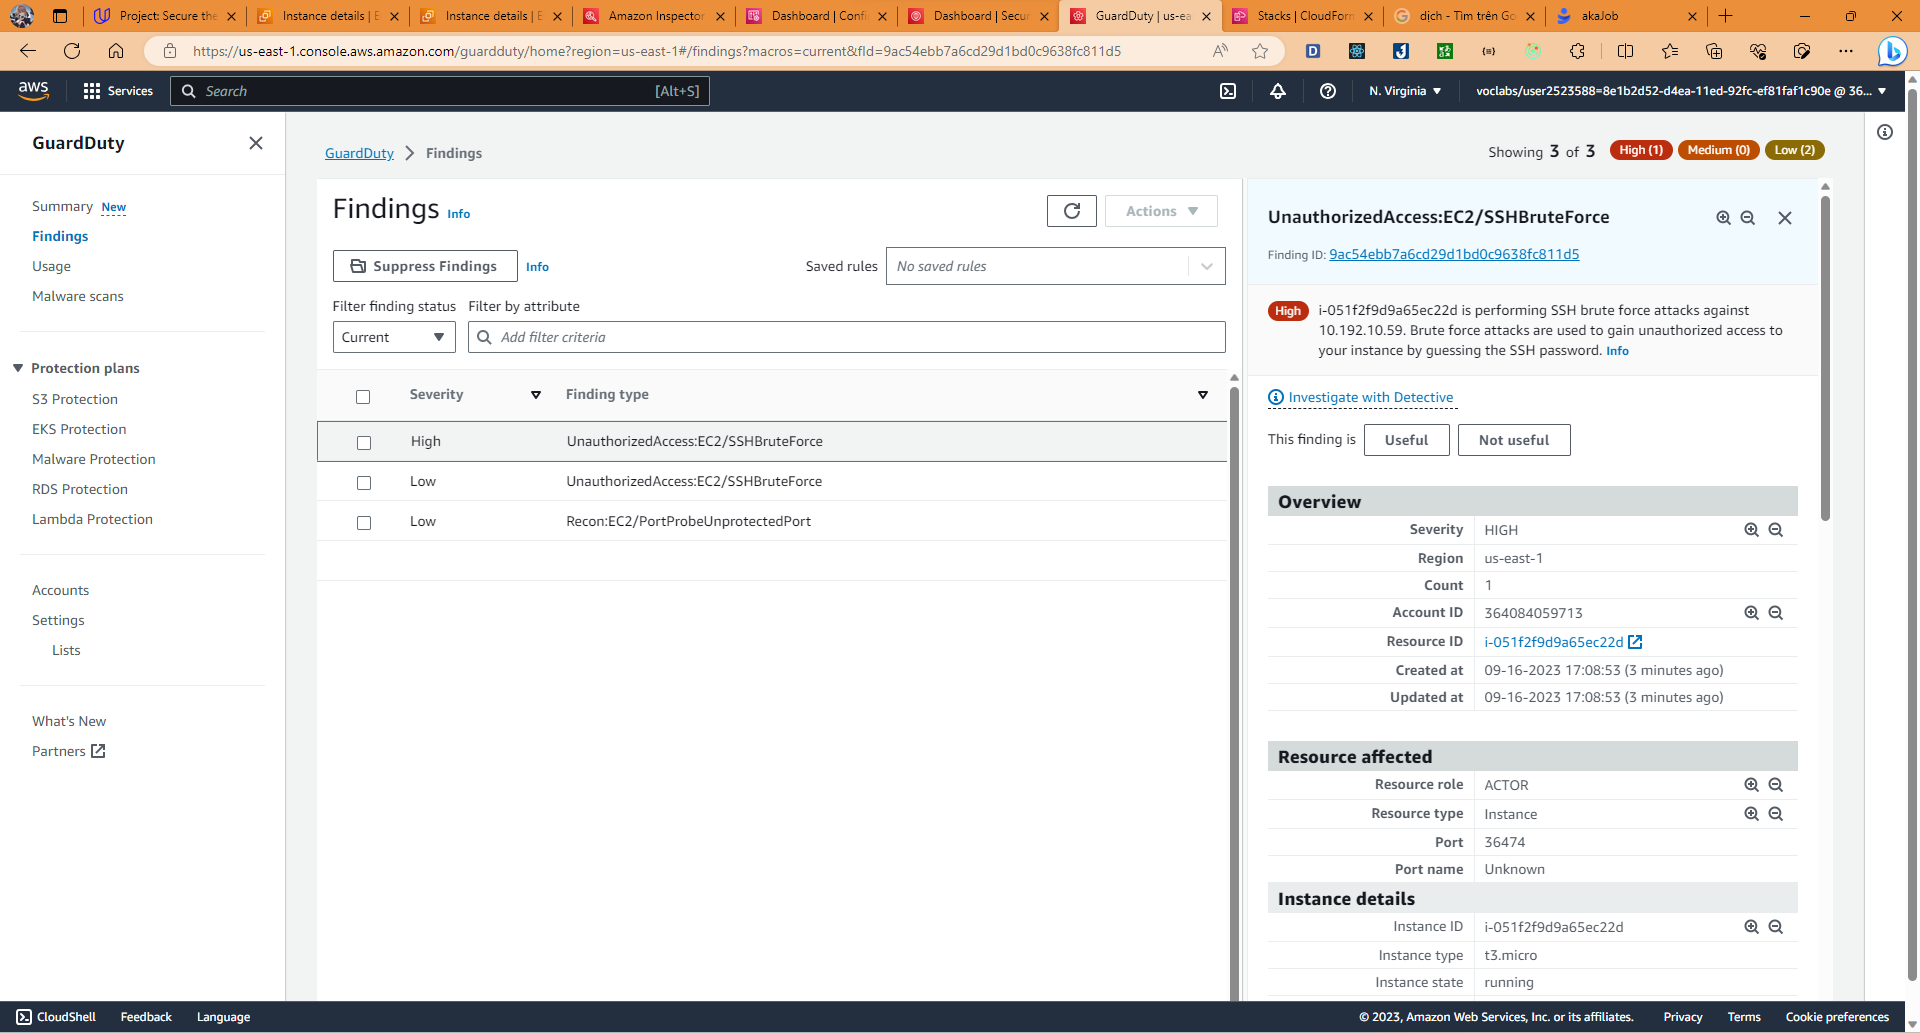 Project: Secure the
Instance details | E
Instance details | E
Amazon Inspector
Dashboard | Confi
Dashboard | Secur
GuardDuty | us-ea
Stacks | CloudForm
dịch - Tìm trên Go
akaJob
https://us-east-1.console.aws.amazon.com/guardduty/home?region=us-east-1#/findings?macros=current&fId=9ac54ebb7a6cd29d1bd0c9638fc811d5
aws
Services
Search
[Alt+S]
N. Virginia
voclabs/user2523588=8e1b2d52-d4ea-11ed-92fc-ef81faf1c90e @ 36...
GuardDuty
Summary New
Findings
Usage
Malware scans
Protection plans
S3 Protection
EKS Protection
Malware Protection
RDS Protection
Lambda Protection
Accounts
Settings
Lists
What's New
Partners
GuardDuty > Findings
Showing 3 of 3 High (1) Medium (0) Low (2)
Findings Info
Actions
Suppress Findings Info
Saved rules No saved rules
Filter finding status Filter by attribute
Current Add filter criteria
Severity Finding type
High UnauthorizedAccess:EC2/SSHBruteForce
Low UnauthorizedAccess:EC2/SSHBruteForce
Low Recon:EC2/PortProbeUnprotectedPort
UnauthorizedAccess:EC2/SSHBruteForce
Finding ID: 9ac54ebb7a6cd29d1bd0c9638fc811d5
High i-051f2f9d9a65ec22d is performing SSH brute force attacks against
10.192.10.59. Brute force attacks are used to gain unauthorized access to
your instance by guessing the SSH password. Info
Investigate with Detective
This finding is Useful Not useful
Overview
Severity HIGH
Region us-east-1
Count 1
Account ID 364084059713
Resource ID i-051f2f9d9a65ec22d
Created at 09-16-2023 17:08:53 (3 minutes ago)
Updated at 09-16-2023 17:08:53 (3 minutes ago)
Resource affected
Resource role ACTOR
Resource type Instance
Port 36474
Port name Unknown
Instance details
Instance ID i-051f2f9d9a65ec22d
Instance type t3.micro
Instance state running
CloudShell Feedback Language
© 2023, Amazon Web Services, Inc. or its affiliates. Privacy Terms Cookie preferences